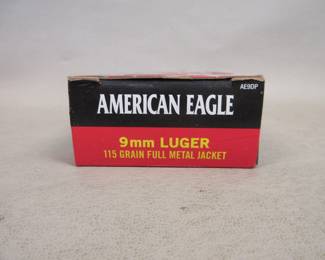 AE9DP
AMERICAN EAGLE
9mm LUGER
115 GRAIN FULL METAL JACKET